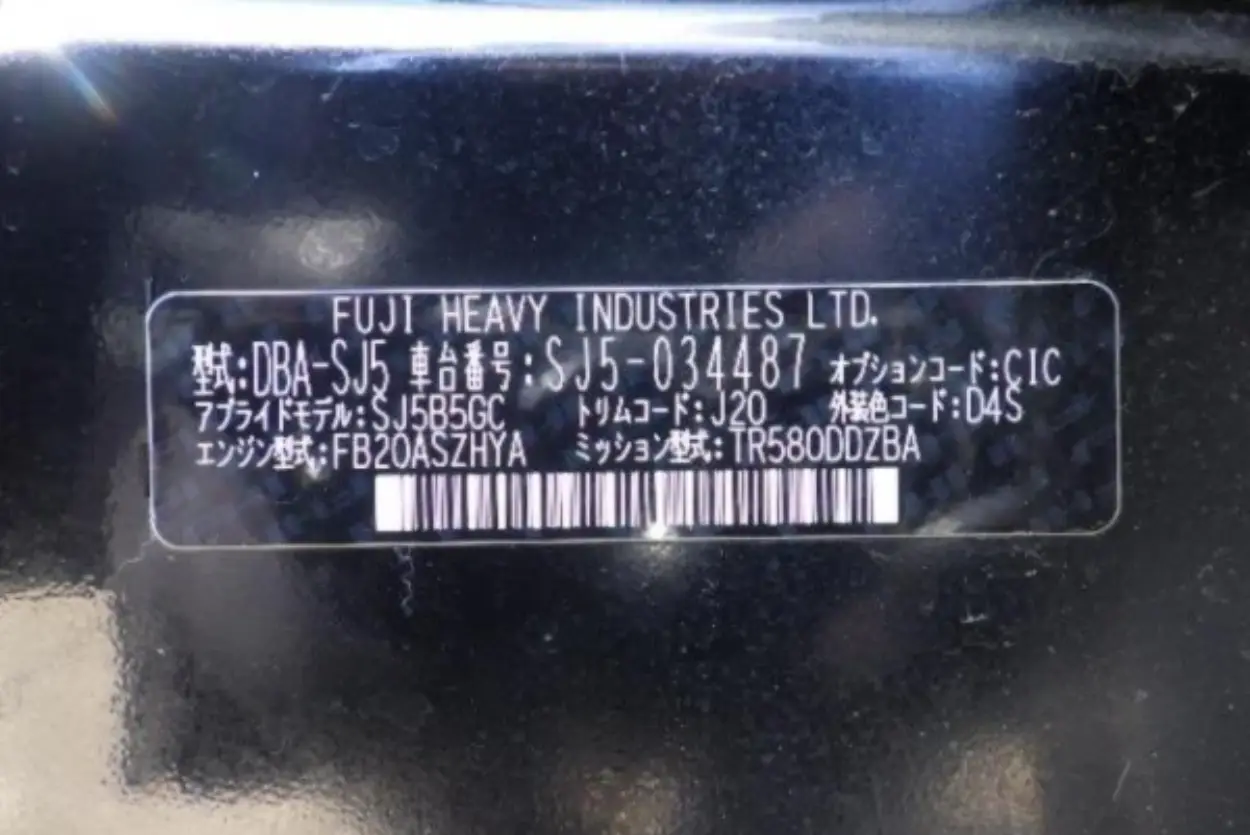 FUJI HEAVY INDUSTRIES LTD.
型式:DBA-SJ5 車台番号:SJ5-034487 オプションコード:CIC
アプライドモデル:SJ5B5GC トリムコード:J20 外装色コード:D4S
エンジン型式:FB20ASZHYA ミッション型式:TR580DDZBA